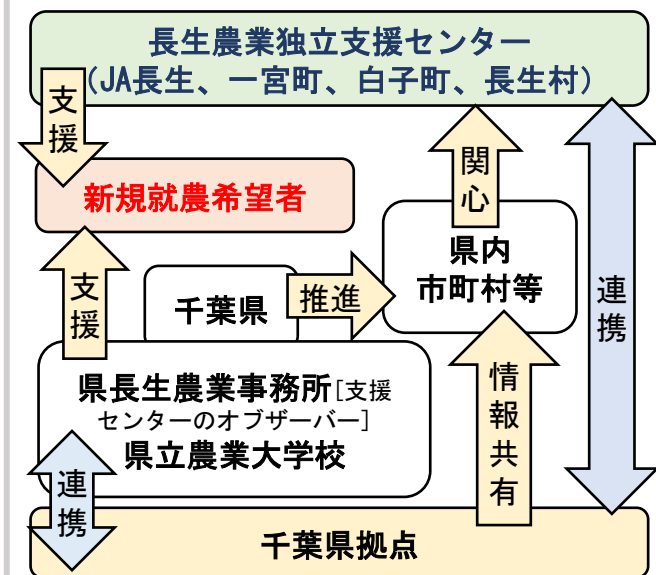 長生農業独立支援センター
（JA長生、一宮町、白子町、長生村）
支援
関心
新規就農希望者
県内
市町村等
連携
支援
千葉県
推進
県長生農業事務所[支援
センターのオブザーバー]
県立農業大学校
情報共有
連携
千葉県拠点